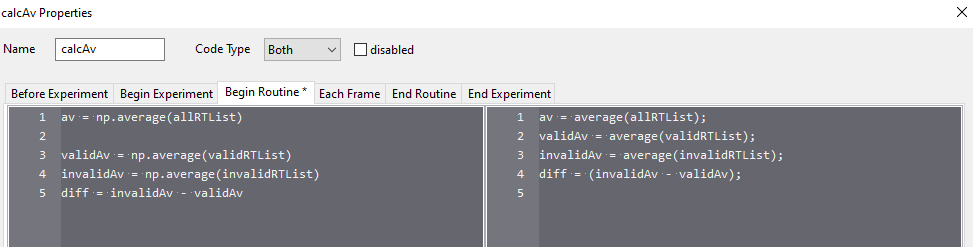 calcAv Properties
Name calcAv Code Type Both disabled
Before Experiment Begin Experiment Begin Routine * Each Frame End Routine End Experiment
1 av = np.average(allRTList)
2
3 validAv = np.average(validRTList)
4 invalidAv = np.average(invalidRTList)
5 diff = invalidAv - validAv
1 av = average(allRTList);
2 validAv = average(validRTList);
3 invalidAv = average(invalidRTList);
4 diff = (invalidAv - validAv);
5